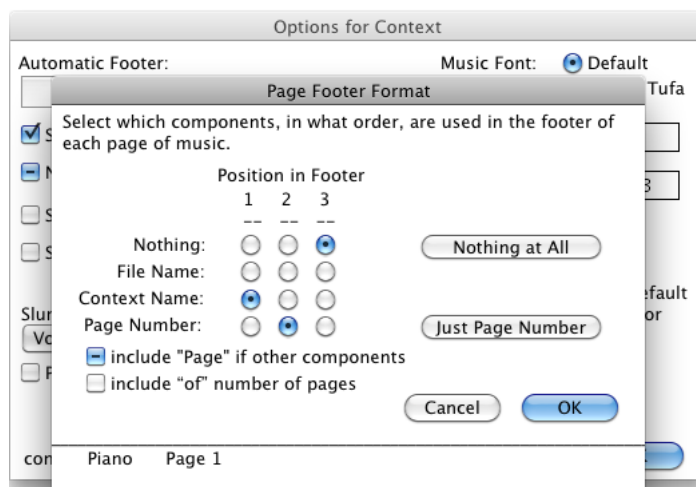 Options for Context
Automatic Footer: Music Font: Default
Tufa
Page Footer Format
Select which components, in what order, are used in the footer of
each page of music.
Position in Footer
1 2 3
-- -- --
Nothing: Nothing at All
File Name:
Context Name:
Page Number: Just Page Number
include "Page" if other components
include “of” number of pages
Cancel OK
Piano Page 1